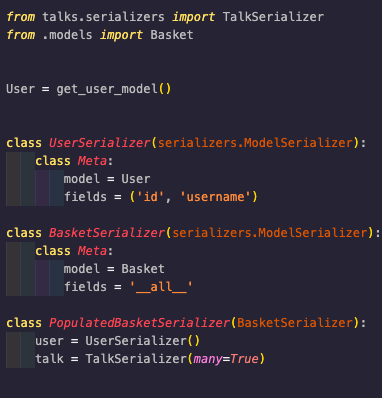 from talks.serializers import TalkSerializer
from .models import Basket
User = get_user_model()
class UserSerializer(serializers.ModelSerializer):
class Meta:
model = User
fields = ('id', 'username')
class BasketSerializer(serializers.ModelSerializer):
class Meta:
model = Basket
fields = '__all__'
class PopulatedBasketSerializer(BasketSerializer):
user = UserSerializer()
talk = TalkSerializer(many=True)